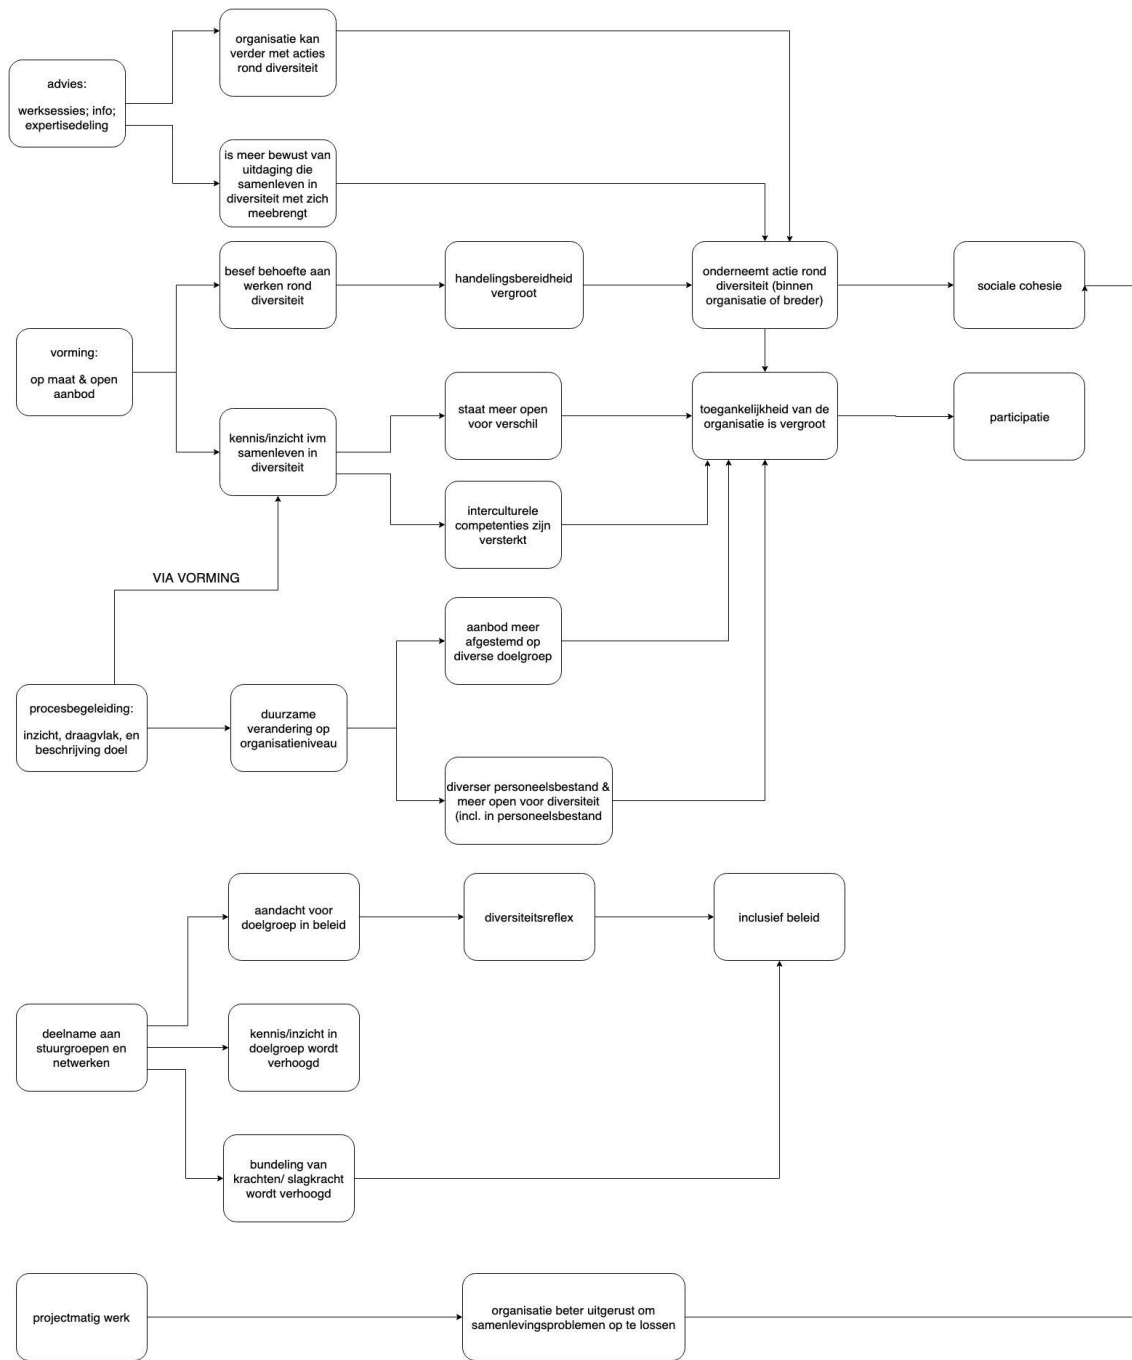 organisatie kan
verder met acties
rond diversiteit
advies:
werksessies; info;
expertisedeling
is meer bewust van
uitdaging die
samenleven in
diversiteit met zich
meebrengt
besef behoefte aan
werken rond
diversiteit
handelingsbereidheid
vergroot
onderneemt actie rond
diversiteit (binnen
organisatie of breder)
sociale cohesie
vorming:
op maat & open
aanbod
kennis/inzicht ivm
samenleven in
diversiteit
staat meer open
voor verschil
toegankelijkheid van de
organisatie is vergroot
participatie
interculturele
competenties zijn
versterkt
VIA VORMING
aanbod meer
afgestemd op
diverse doelgroep
procesbegeleiding:
inzicht, draagvlak, en
beschrijving doel
duurzame
verandering op
organisatieniveau
diverser personeelsbestand &
meer open voor diversiteit
(incl. in personeelsbestand
aandacht voor
doelgroep in beleid
diversiteitsreflex
inclusief beleid
deelname aan
stuurgroepen en
netwerken
kennis/inzicht in
doelgroep wordt
verhoogd
bundeling van
krachten/ slagkracht
wordt verhoogd
projectmatig werk
organisatie beter uitgerust om
samenlevingsproblemen op te lossen